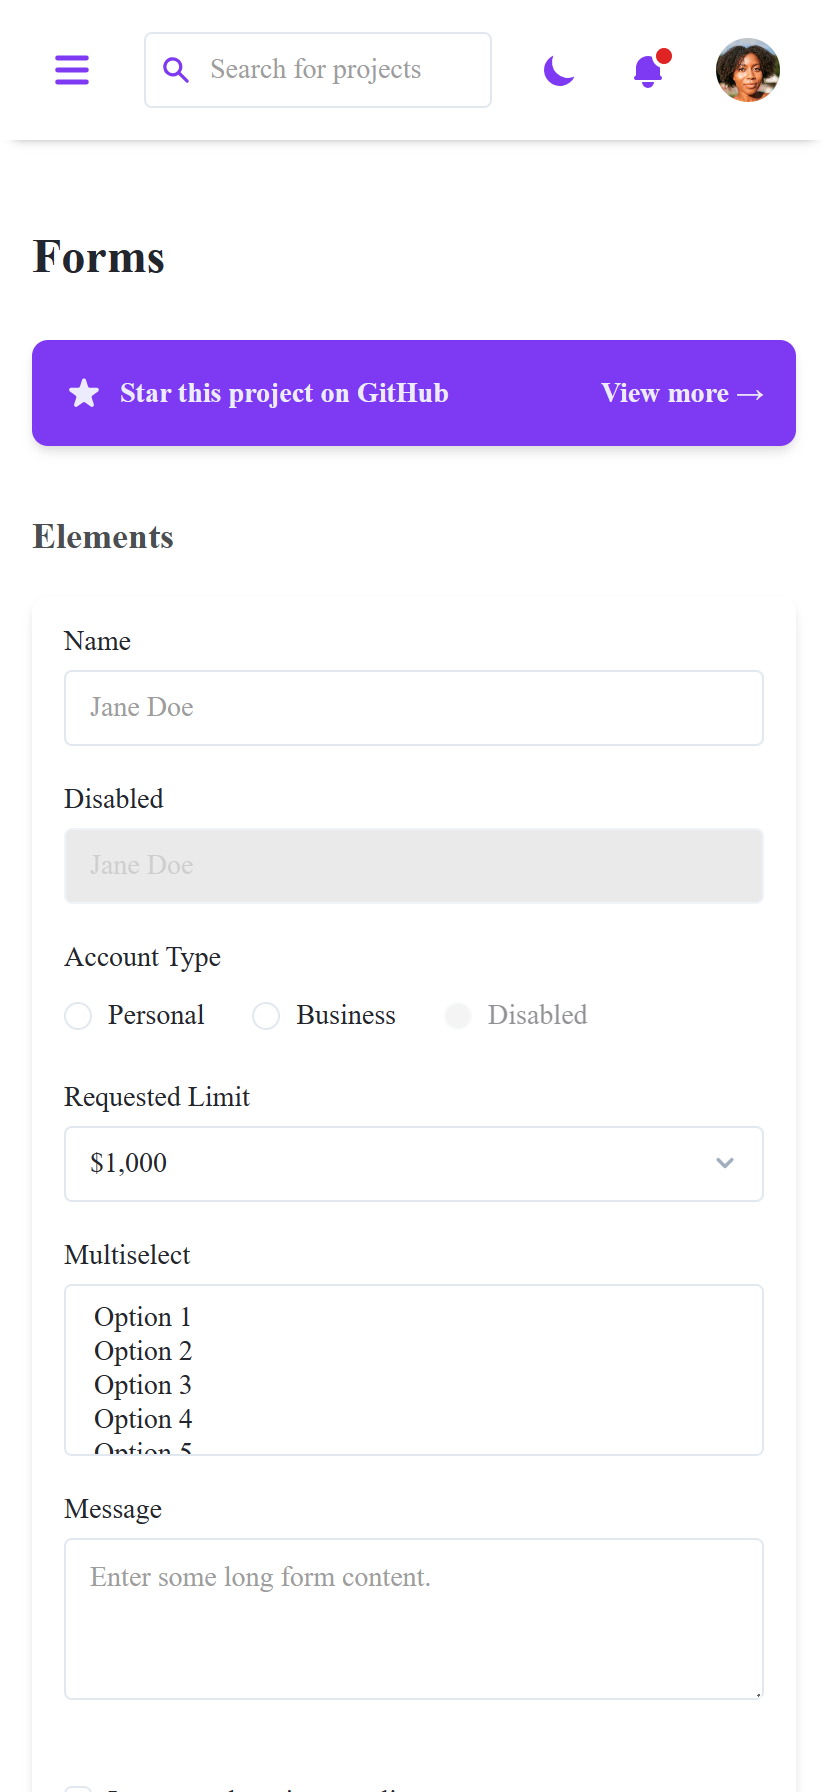 Search for projects
Forms
Star this project on GitHub View more →
Elements
Name
Jane Doe
Disabled
Jane Doe
Account Type
Personal Business Disabled
Requested Limit
$1,000
Multiselect
Option 1
Option 2
Option 3
Option 4
Option 5
Message
Enter some long form content.